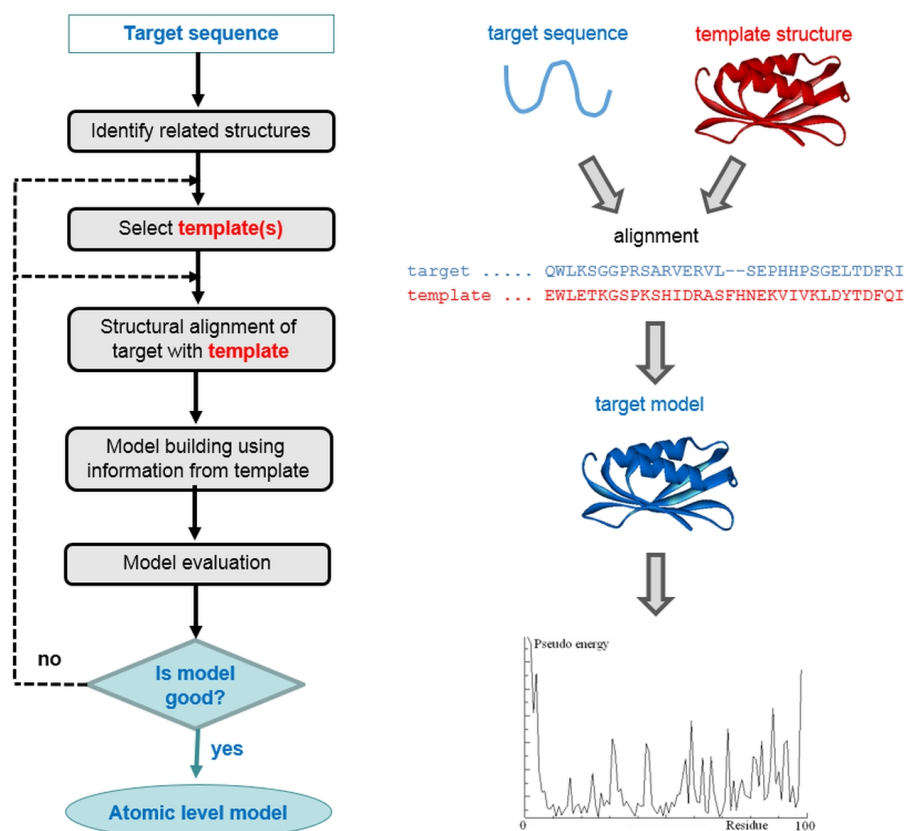 Target sequence
Identify related structures
Select template(s)
Structural alignment of
target with template
Model building using
information from template
Model evaluation
Is model
good?
no
yes
Atomic level model
target sequence
template structure
alignment
target ..... QWLKSGGPRSARVERVL--SEPHHPSGELTDFRI
template ... EWLETKGSPKSHIDRASFHNEKVIVKLDYTDFQI
target model
Pseudo energy
0
Residue
100